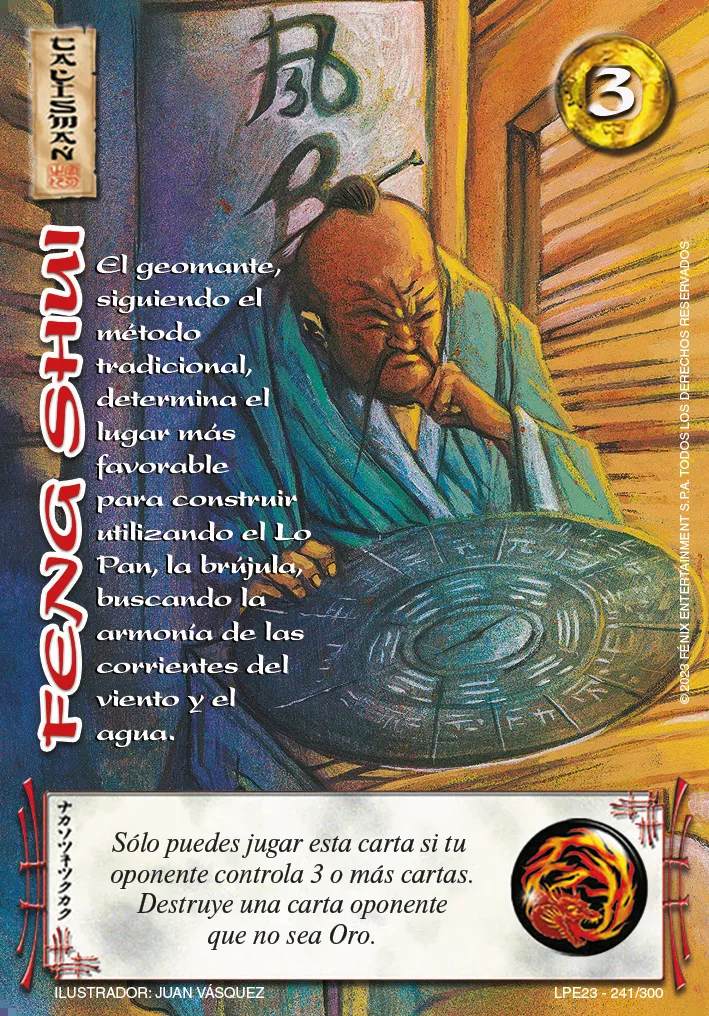 TALISMAN
3
FENG SHUI
El geomante,
siguiendo el
método
tradicional,
determina el
lugar más
favorable
para construir
utilizando el Lo
Pan, la brújula,
buscando la
armonía de las
corrientes del
viento y el
agua.
© 2023 FÉNIX ENTERTAINMENT S.P.A. TODOS LOS DERECHOS RESERVADOS
ナカソツネツクカク
Sólo puedes jugar esta carta si tu
oponente controla 3 o más cartas.
Destruye una carta oponente
que no sea Oro.
ILUSTRADOR: JUAN VÁSQUEZ
LPE23 - 241/300